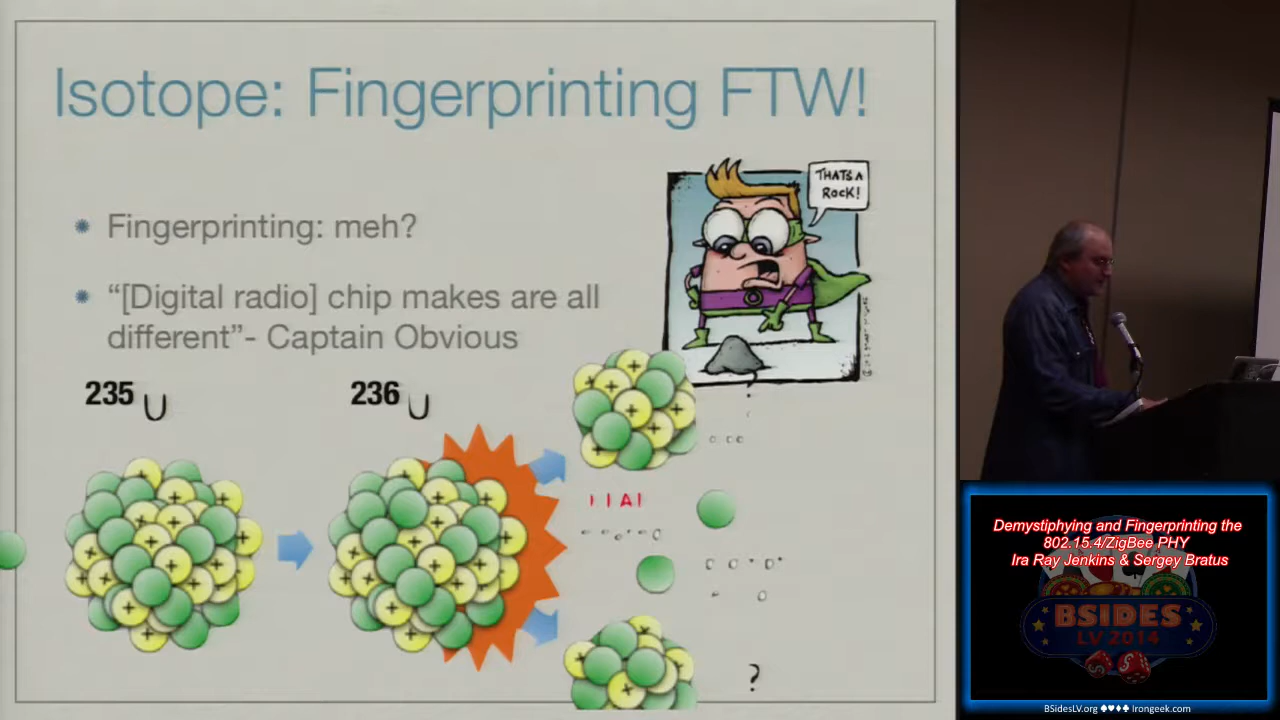 Isotope: Fingerprinting FTW!
THAT'S A
ROCK!
Fingerprinting: meh?
“[Digital radio] chip makes are all
different”- Captain Obvious
235 U
236 U
?
Demystiphying and Fingerprinting the
802.15.4/ZigBee PHY
Ira Ray Jenkins & Sergey Bratus
BSIDES
LV 2014
BSidesLV.org ♠♥♦♣ Irongeek.com